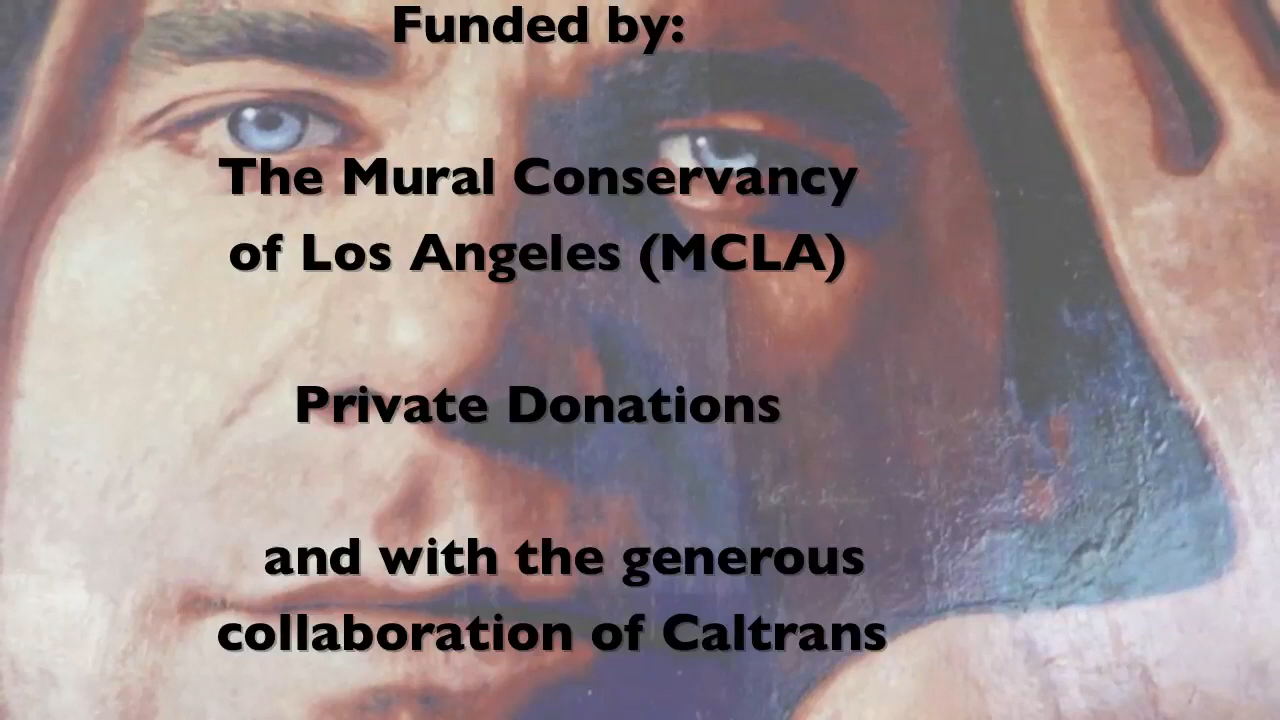 Funded by:
The Mural Conservancy
of Los Angeles (MCLA)
Private Donations
and with the generous
collaboration of Caltrans